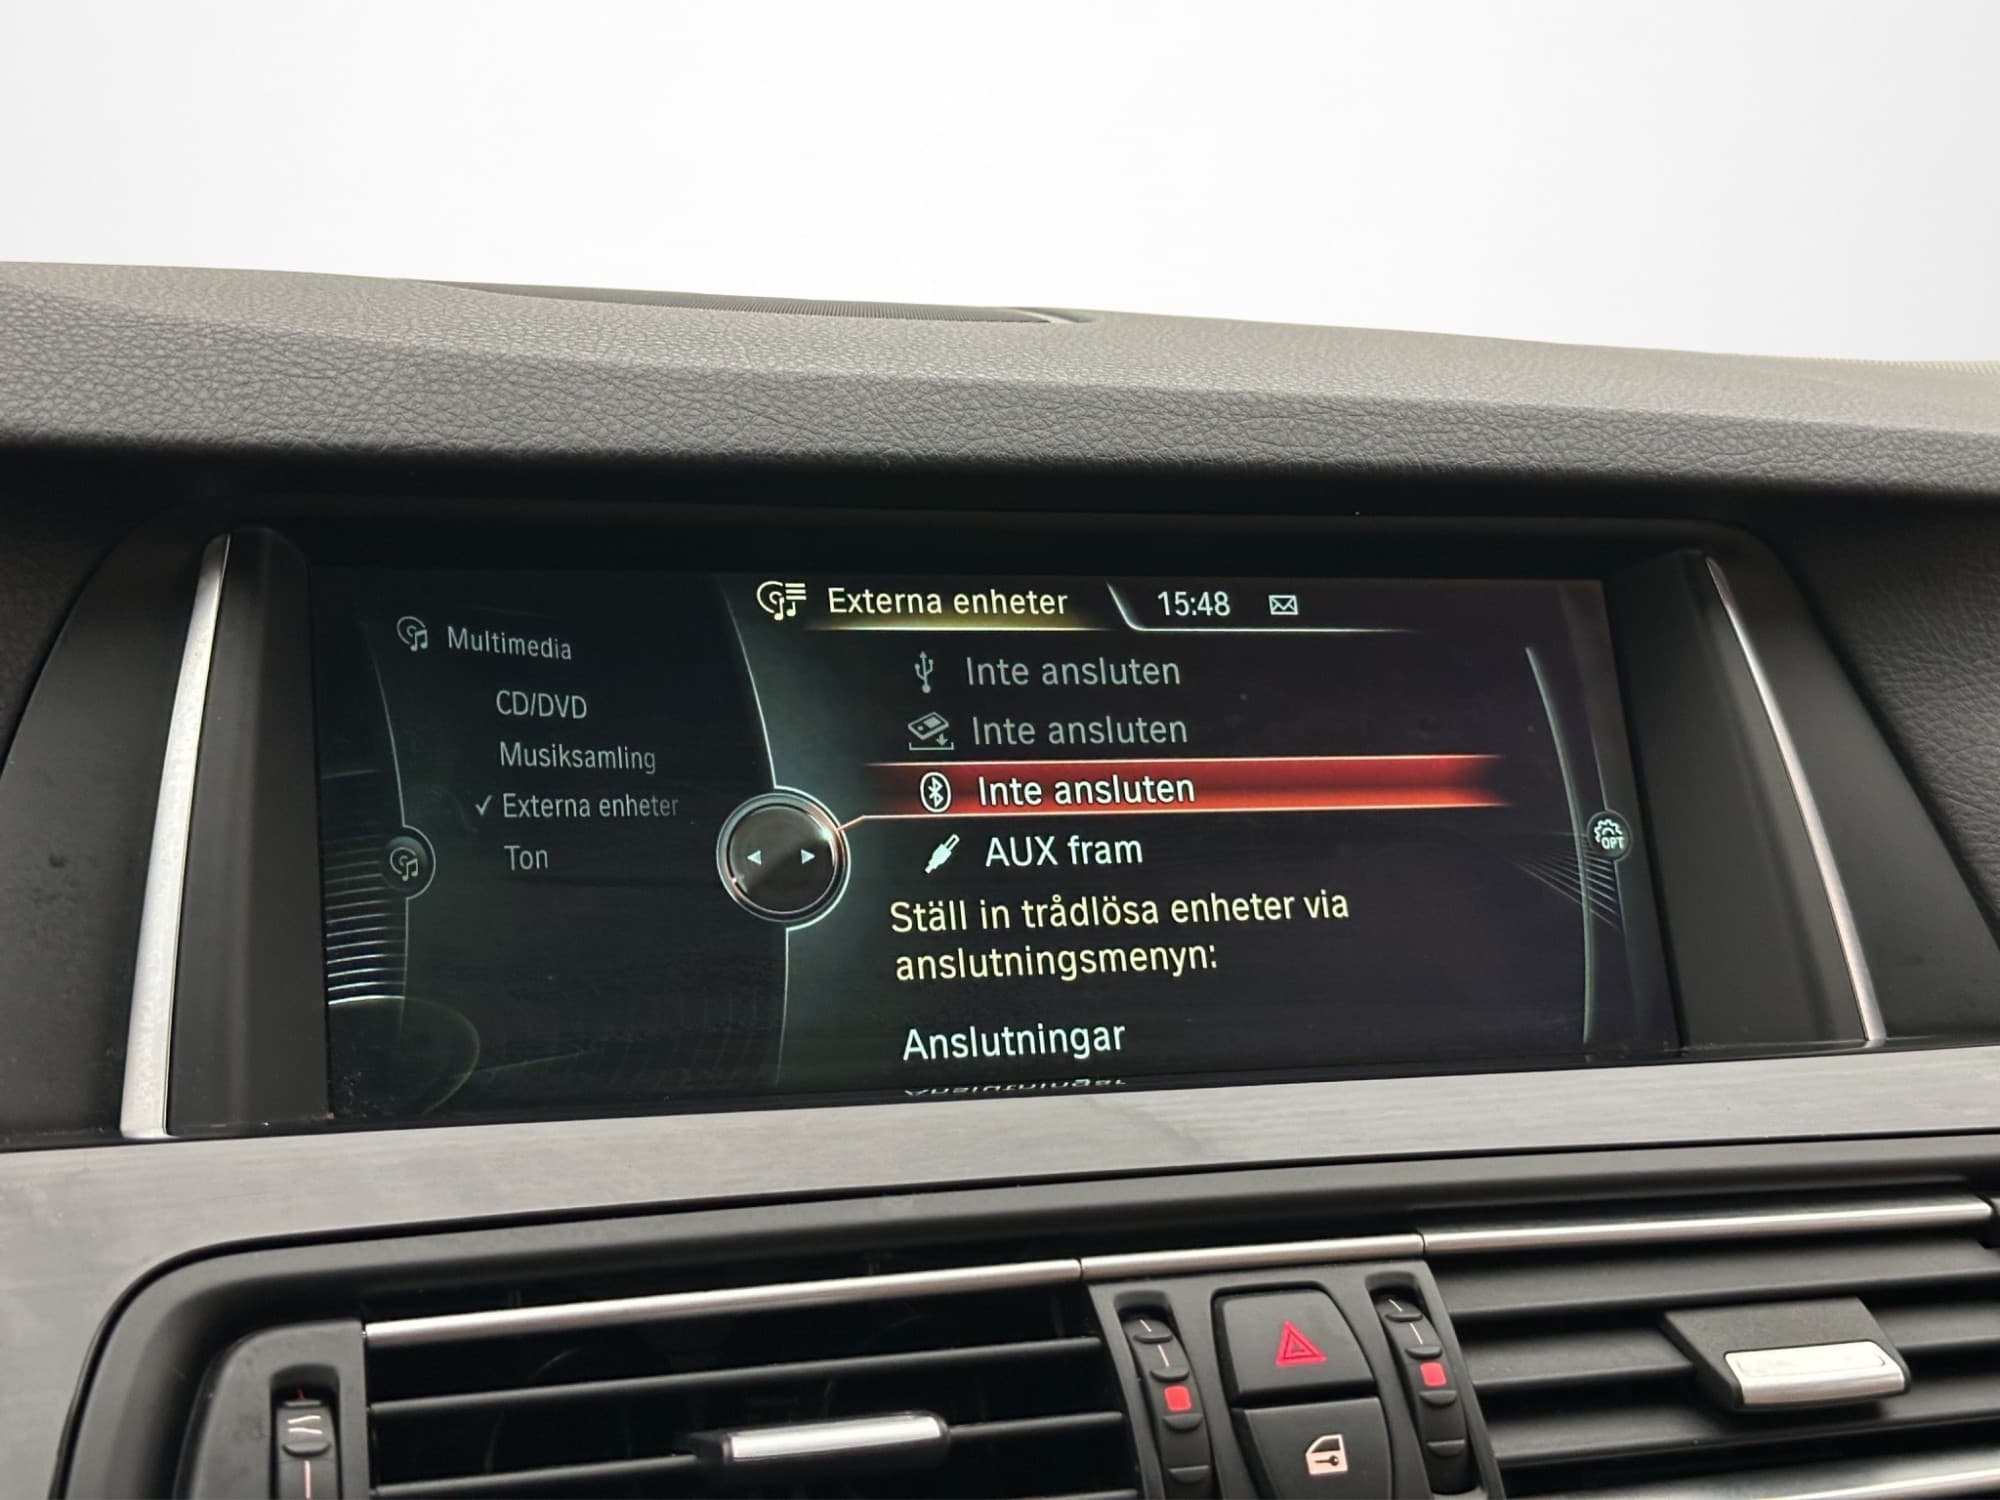 Multimedia
CD/DVD
Musiksamling
✓ Externa enheter
Ton
Externa enheter 15:48
Inte ansluten
Inte ansluten
Inte ansluten
AUX fram
Ställ in trådlösa enheter via
anslutningsmenyn:
Anslutningar
OPT